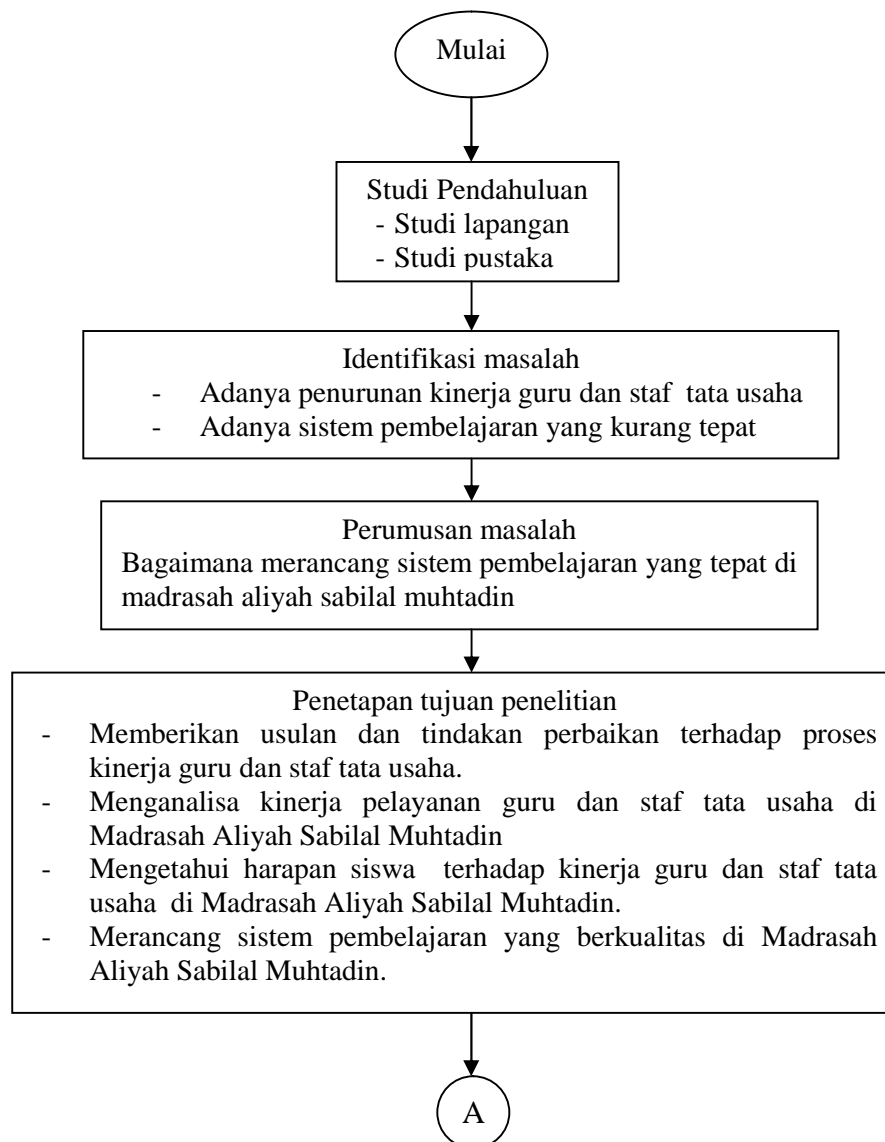 Mulai
Studi Pendahuluan
- Studi lapangan
- Studi pustaka
Identifikasi masalah
- Adanya penurunan kinerja guru dan staf tata usaha
- Adanya sistem pembelajaran yang kurang tepat
Perumusan masalah
Bagaimana merancang sistem pembelajaran yang tepat di
madrasah aliyah sabilal muhtadin
Penetapan tujuan penelitian
- Memberikan usulan dan tindakan perbaikan terhadap proses
kinerja guru dan staf tata usaha.
- Menganalisa kinerja pelayanan guru dan staf tata usaha di
Madrasah Aliyah Sabilal Muhtadin
- Mengetahui harapan siswa terhadap kinerja guru dan staf tata
usaha di Madrasah Aliyah Sabilal Muhtadin.
- Merancang sistem pembelajaran yang berkualitas di Madrasah
Aliyah Sabilal Muhtadin.
A